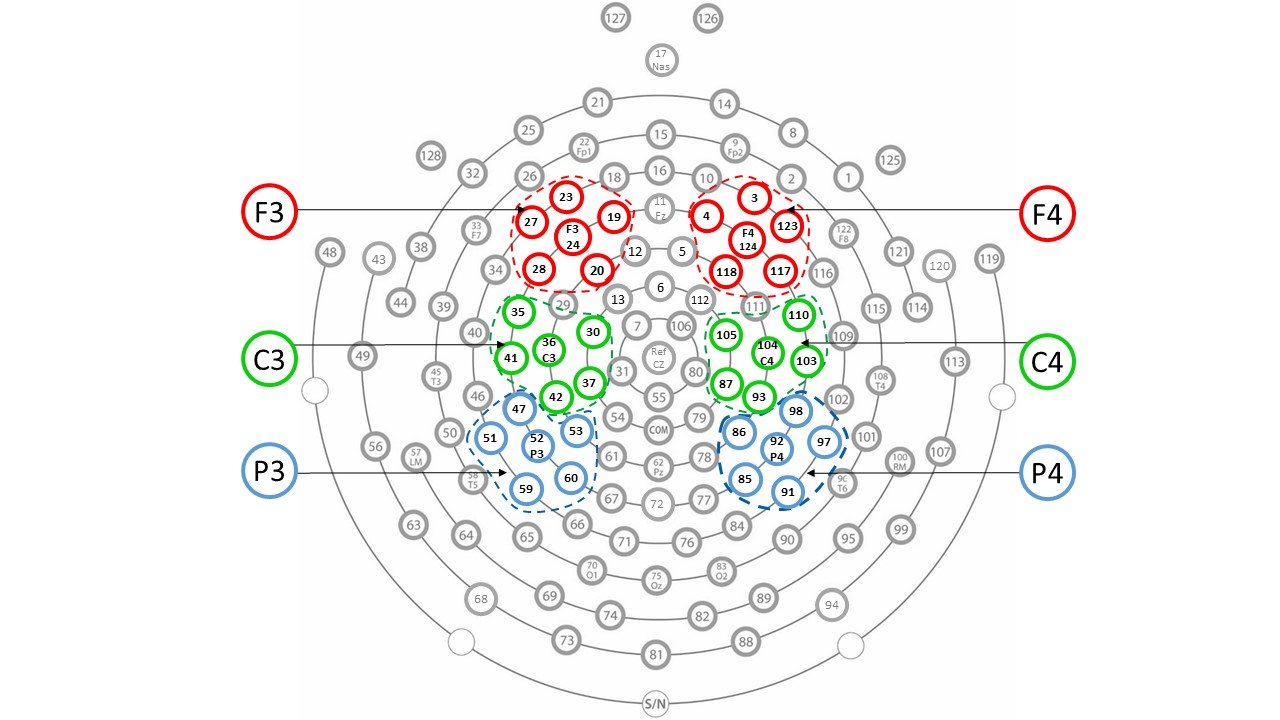 127 126
17
Nas
21 14
25 15 8
22
Fp1
9
Fp2
128 125
32 26 18 16 10 2 1
23 3
F3 27 19 11
Fz
4 123 F4
33
F7
F3
24
F4
124
122
F8
48 43 38 12 5 121 120 119
34 28 20 118 117 116
44 39 35 29 13 6 112 111 110 115 114
40 30 7 106 105 109
C3 49 41 36
C3
Ref
CZ
104
C4
103 113 C4
45
T3
31 80 108
T4
46 42 37 55 87 93 102
47 54 COM 79 98
50 51 53 86 97 101
52
P3
92
P4
56 57
LM
61 62
Pz
78 100
RM
107
P3 58
T5
59 60 85 91 96
T6
P4
67 72 77
63 64 65 66 71 76 84 90 95 99
70
O1
75
Oz
83
O2
68 69 74 82 89 94
73 81 88
S/N